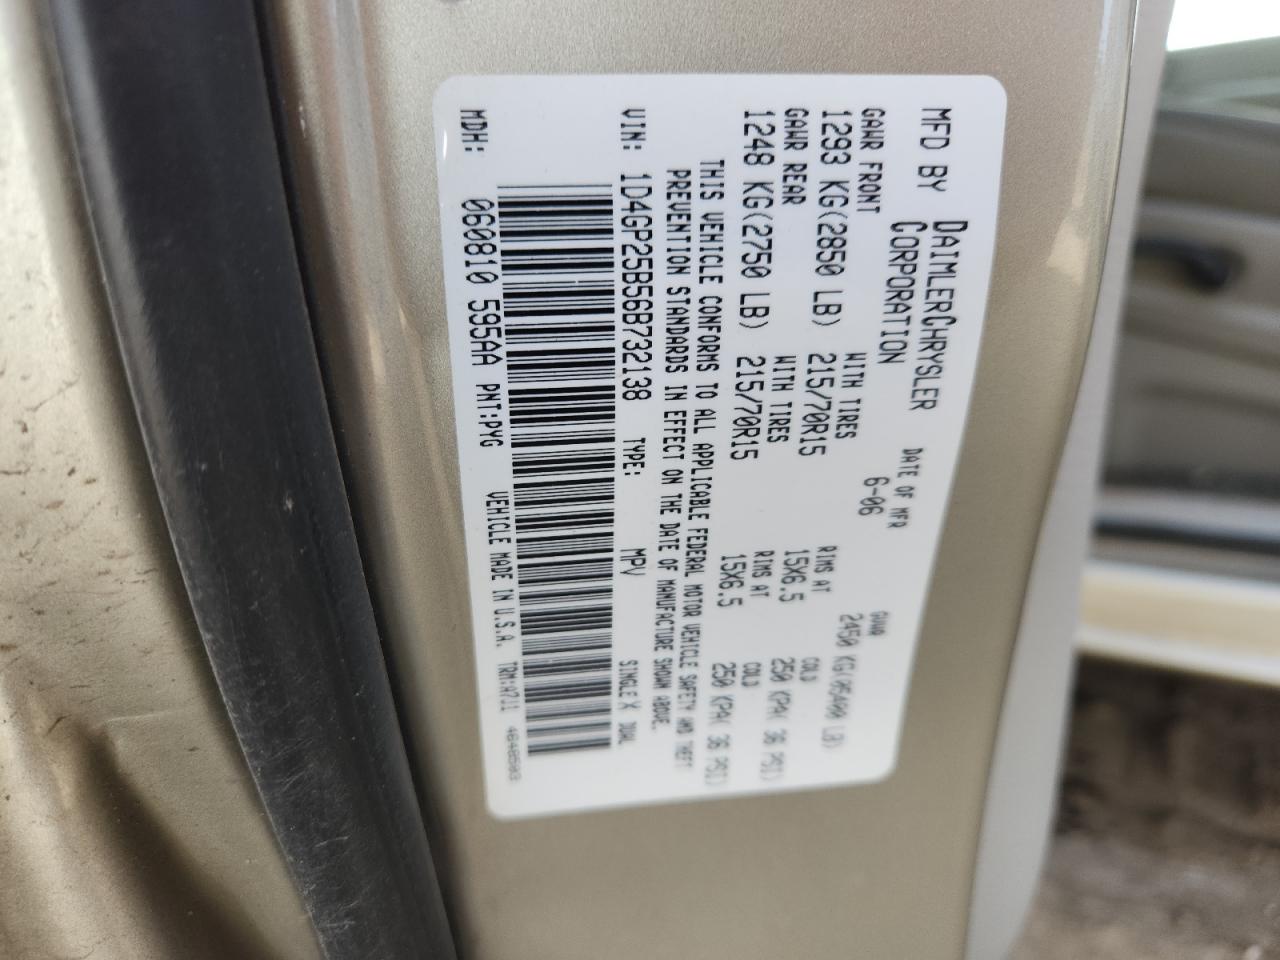 MFD BY DAIMLERCHRYSLER CORPORATION
DATE OF MFR 6-06
GVWR 2450 KG(05400 LB)
GAWR FRONT WITH TIRES RIMS AT COLD
1293 KG(2850 LB) 215/70R15 15X6.5 250 KPA( 36 PSI)
GAWR REAR WITH TIRES RIMS AT COLD
1248 KG(2750 LB) 215/70R15 15X6.5 250 KPA( 36 PSI)
THIS VEHICLE CONFORMS TO ALL APPLICABLE FEDERAL MOTOR VEHICLE SAFETY AND THEFT
PREVENTION STANDARDS IN EFFECT ON THE DATE OF MANUFACTURE SHOWN ABOVE.
VIN: 1D4GP25B56B732138 TYPE: MPV SINGLE X DUAL
MDH: 060810 595AA PNT:PYG VEHICLE MADE IN U.S.A. TRM:A711